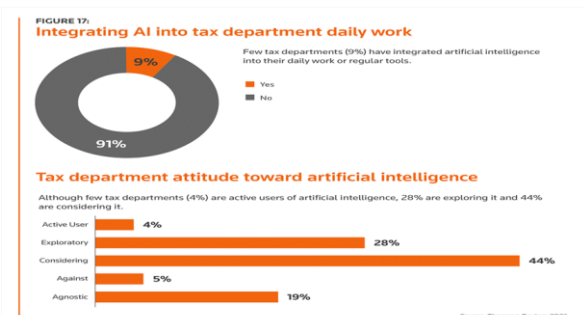 FIGURE 17:
Integrating AI into tax department daily work
Few tax departments (9%) have integrated artificial intelligence
into their daily work or regular tools.
Yes
No
9%
91%
Tax department attitude toward artificial intelligence
Although few tax departments (4%) are active users of artificial intelligence, 28% are exploring it and 44%
are considering it.
Active User 4%
Exploratory 28%
Considering 44%
Against 5%
Agnostic 19%